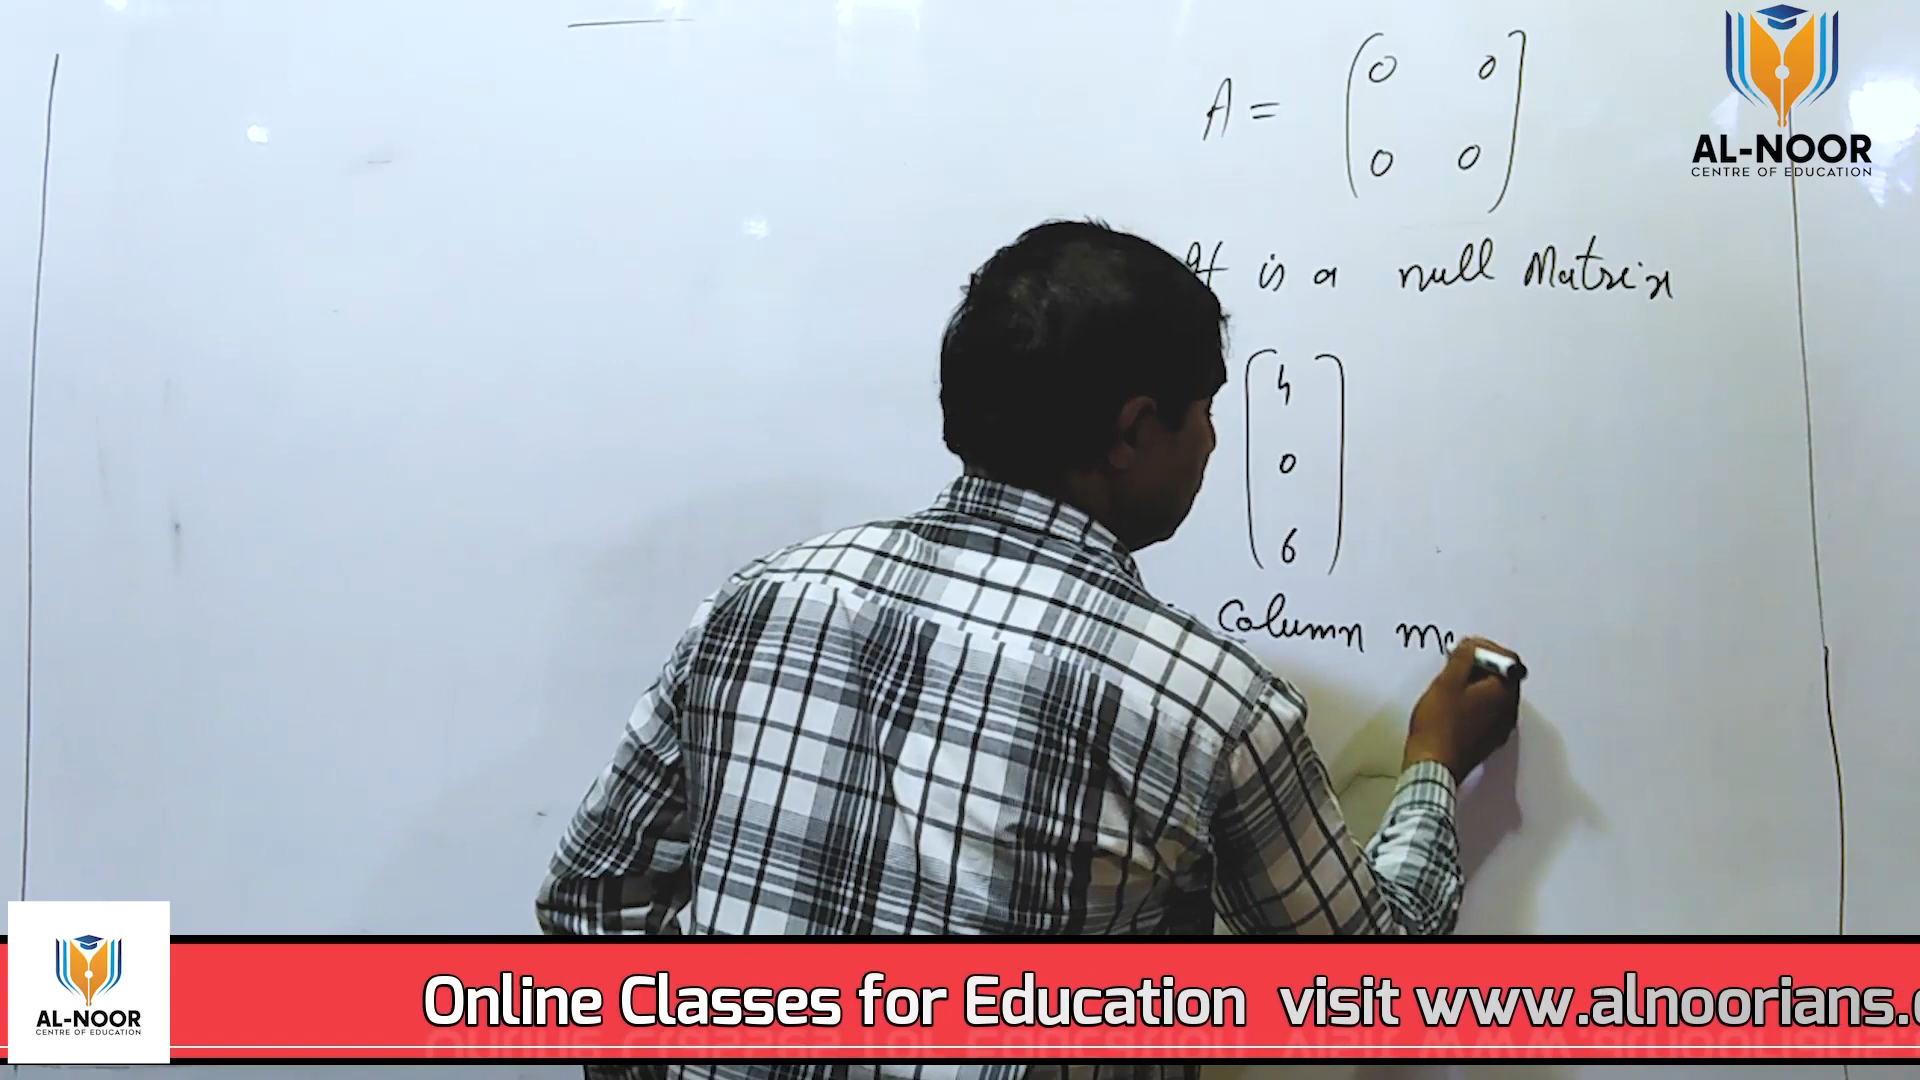 A = ( 0 0
0 0 )
It is a null Matrix
4
0
6
Column
AL-NOOR
CENTRE OF EDUCATION
AL-NOOR
CENTRE OF EDUCATION
Online Classes for Education visit www.alnoorians.